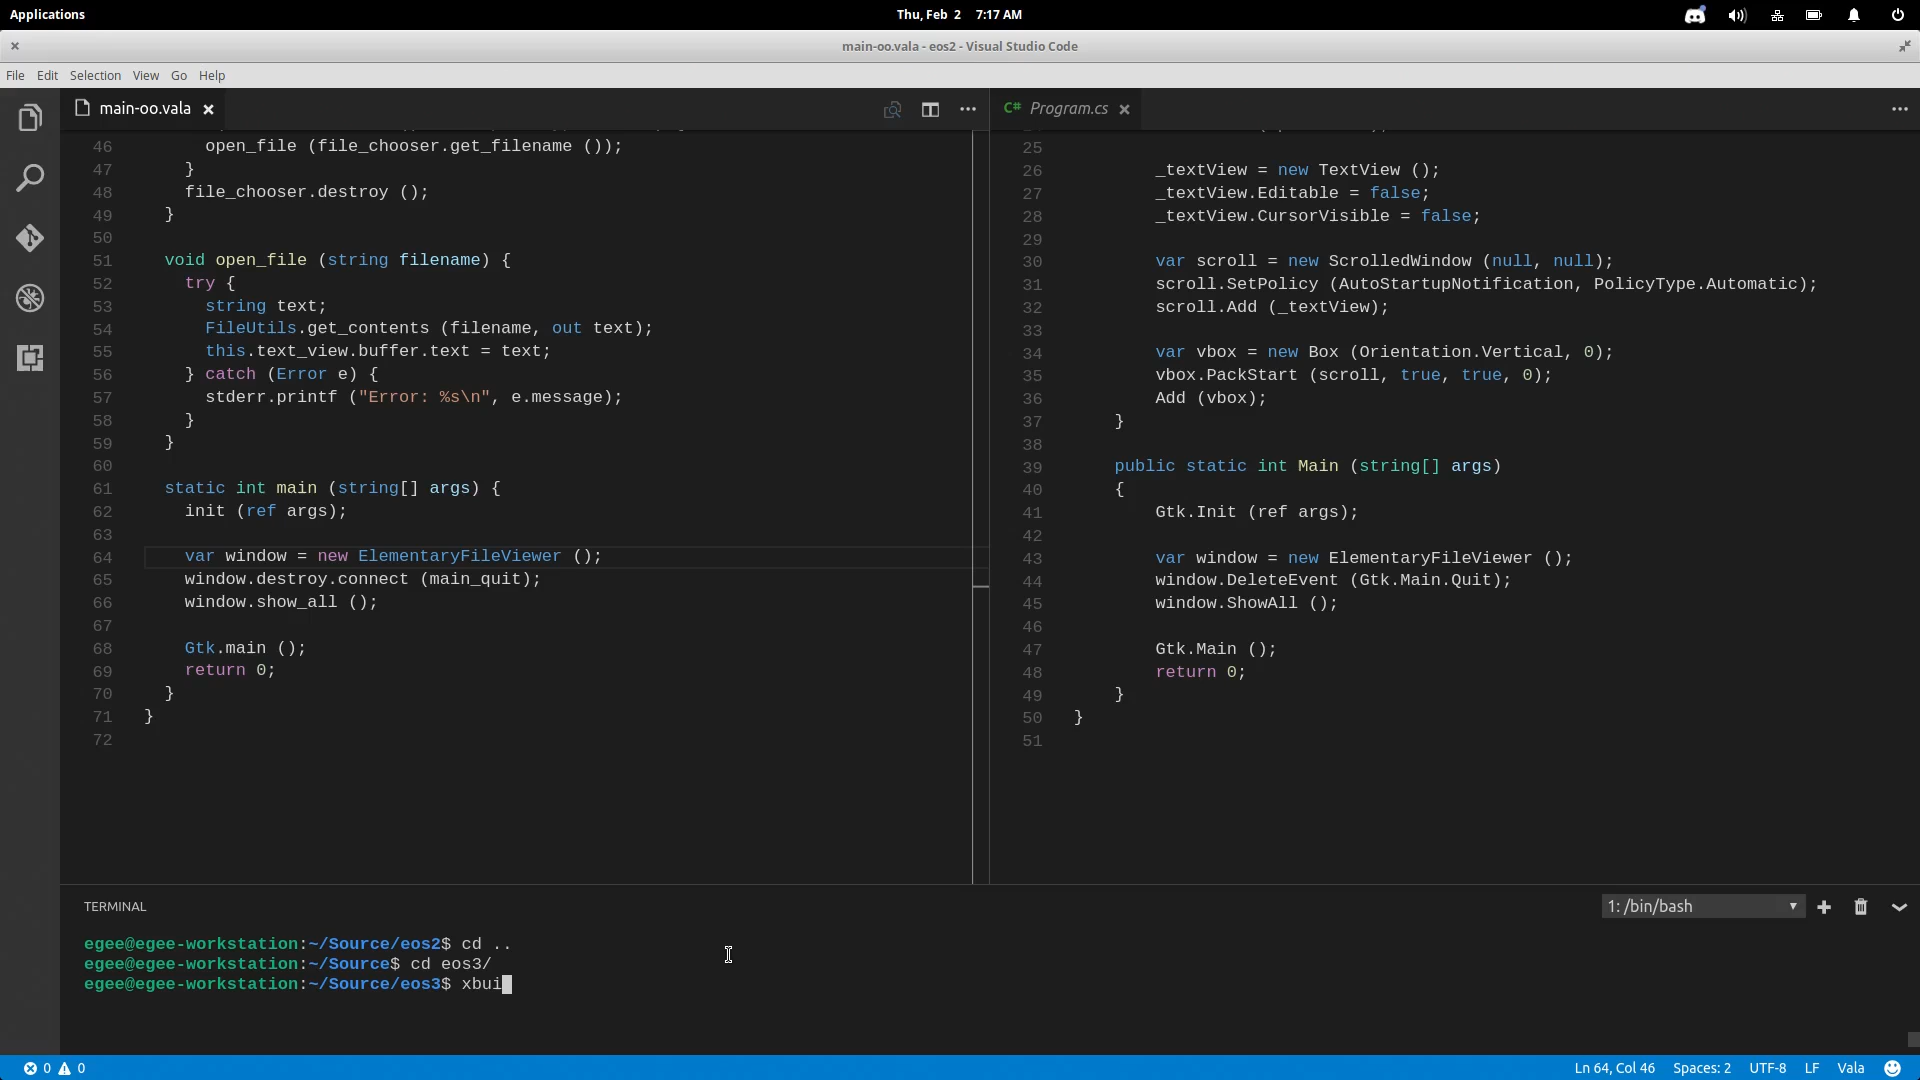 Applications
Thu, Feb 2 7:17 AM
main-oo.vala - eos2 - Visual Studio Code
File Edit Selection View Go Help
main-oo.vala
46 open_file (file_chooser.get_filename ());
47 }
48 file_chooser.destroy ();
49 }
50
51 void open_file (string filename) {
52 try {
53 string text;
54 FileUtils.get_contents (filename, out text);
55 this.text_view.buffer.text = text;
56 } catch (Error e) {
57 stderr.printf ("Error: %s\n", e.message);
58 }
59 }
60
61 static int main (string[] args) {
62 init (ref args);
63
64 var window = new ElementaryFileViewer ();
65 window.destroy.connect (main_quit);
66 window.show_all ();
67
68 Gtk.main ();
69 return 0;
70 }
71 }
72
C# Program.cs
25
26 _textView = new TextView ();
27 _textView.Editable = false;
28 _textView.CursorVisible = false;
29
30 var scroll = new ScrolledWindow (null, null);
31 scroll.SetPolicy (AutoStartupNotification, PolicyType.Automatic);
32 scroll.Add (_textView);
33
34 var vbox = new Box (Orientation.Vertical, 0);
35 vbox.PackStart (scroll, true, true, 0);
36 Add (vbox);
37 }
38
39 public static int Main (string[] args)
40 {
41 Gtk.Init (ref args);
42
43 var window = new ElementaryFileViewer ();
44 window.DeleteEvent (Gtk.Main.Quit);
45 window.ShowAll ();
46
47 Gtk.Main ();
48 return 0;
49 }
50 }
51
TERMINAL
1: /bin/bash
egee@egee-workstation:~/Source/eos2$ cd ..
egee@egee-workstation:~/Source$ cd eos3/
egee@egee-workstation:~/Source/eos3$ xbui
0 0
Ln 64, Col 46 Spaces: 2 UTF-8 LF Vala